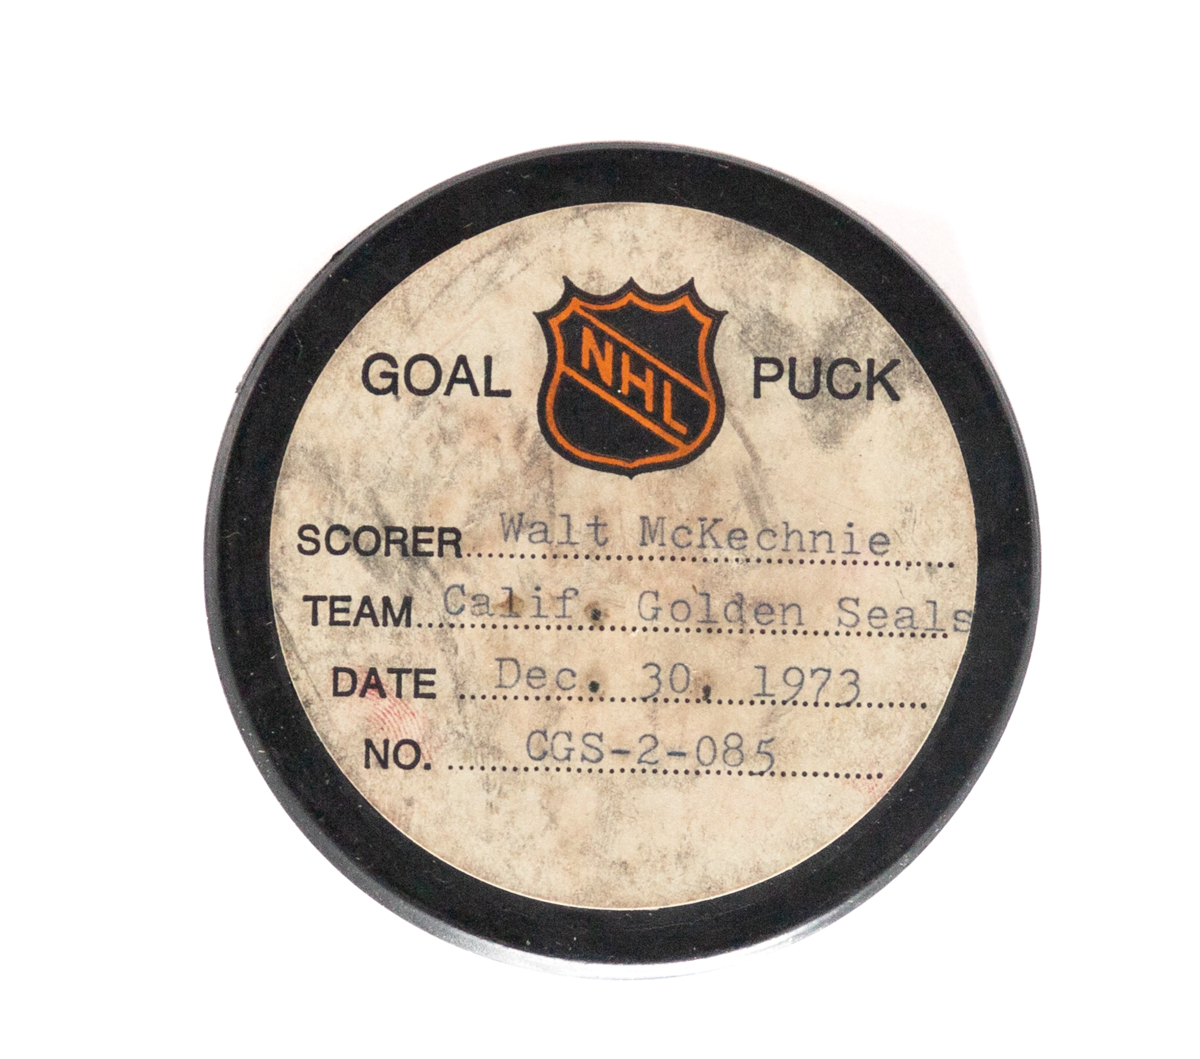 GOAL NHL PUCK
SCORER Walt McKechnie
TEAM Calif. Golden Seals
DATE Dec. 30, 1973
NO. CGS-2-085